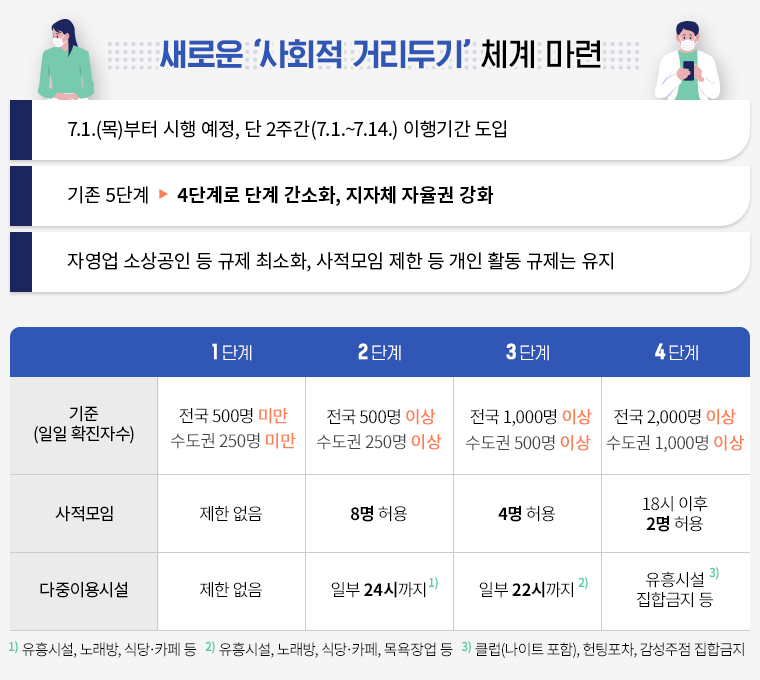 새로운 ‘사회적 거리두기’ 체계 마련
7.1.(목)부터 시행 예정, 단 2주간(7.1.~7.14.) 이행기간 도입
기존 5단계 ▶ 4단계로 단계 간소화, 지자체 자율권 강화
자영업 소상공인 등 규제 최소화, 사적모임 제한 등 개인 활동 규제는 유지
1단계 2단계 3단계 4단계
기준
(일일 확진자수)
전국 500명 미만
수도권 250명 미만
전국 500명 이상
수도권 250명 이상
전국 1,000명 이상
수도권 500명 이상
전국 2,000명 이상
수도권 1,000명 이상
사적모임
제한 없음
8명 허용
4명 허용
18시 이후
2명 허용
다중이용시설
제한 없음
일부 24시까지 1)
일부 22시까지 2)
유흥시설 3)
집합금지 등
1) 유흥시설, 노래방, 식당·카페 등 2) 유흥시설, 노래방, 식당·카페, 목욕장업 등 3) 클럽(나이트 포함), 헌팅포차, 감성주점 집합금지